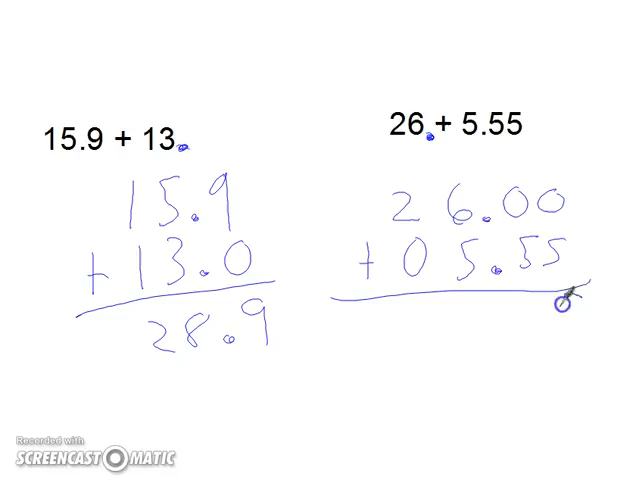 15.9 + 13.
15.9
+ 13.0
28.9
26.+ 5.55
26.00
+ 05.55
Recorded with
SCREENCAST-O-MATIC